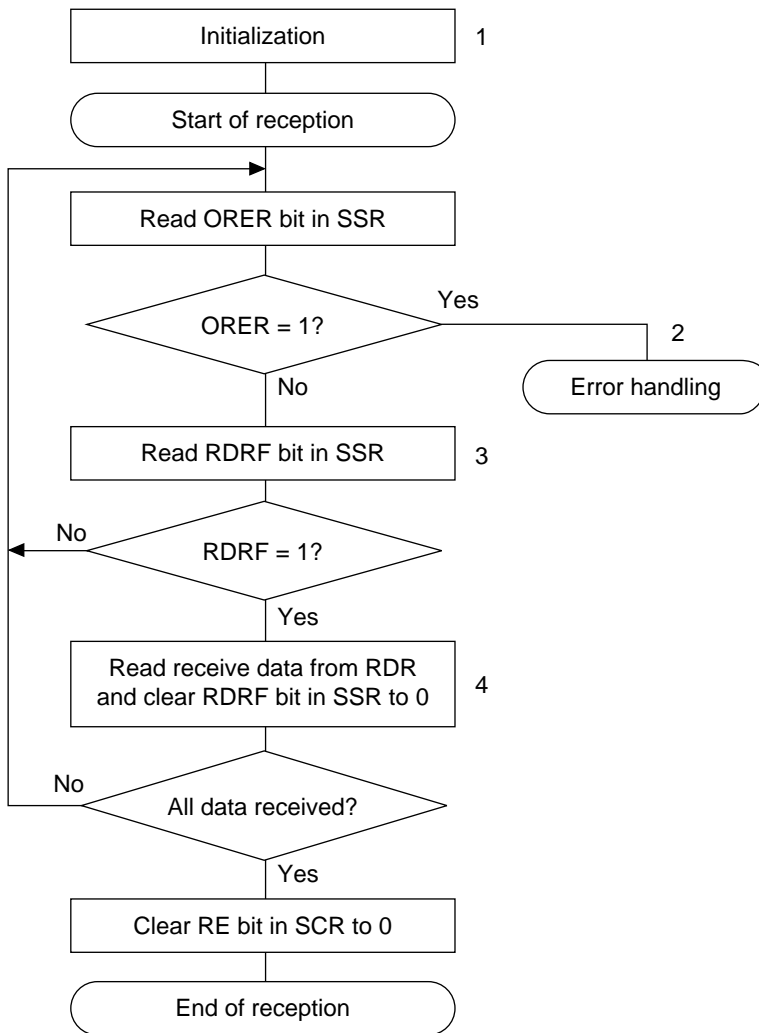 Initialization
1
Start of reception
Read ORER bit in SSR
Yes
ORER = 1?
2
Error handling
No
Read RDRF bit in SSR
3
No
RDRF = 1?
Yes
Read receive data from RDR
and clear RDRF bit in SSR to 0
4
No
All data received?
Yes
Clear RE bit in SCR to 0
End of reception